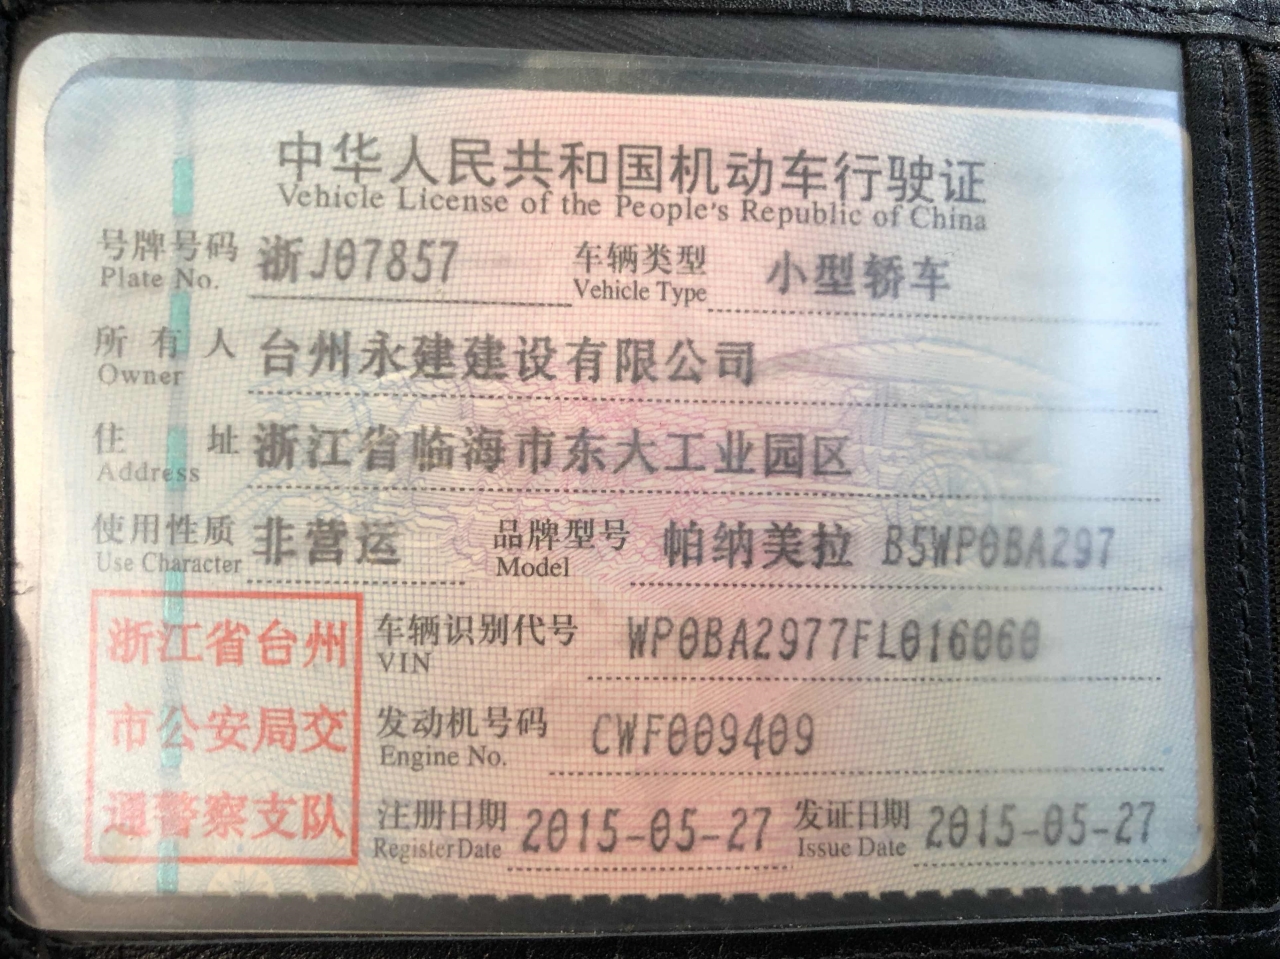 中华人民共和国机动车行驶证
Vehicle License of the People's Republic of China
号牌号码 浙J07857 车辆类型 小型轿车
Plate No. Vehicle Type
所有人 台州永建建设有限公司
Owner
住址 浙江省临海市东大工业园区
Address
使用性质 非营运 品牌型号 帕纳美拉 B5WP0BA297
Use Character Model
浙江省台州
市公安局交
通警察支队
车辆识别代号 WP0BA2977FL016060
VIN
发动机号码 CWF009409
Engine No.
注册日期 2015-05-27 发证日期 2015-05-27
Register Date Issue Date